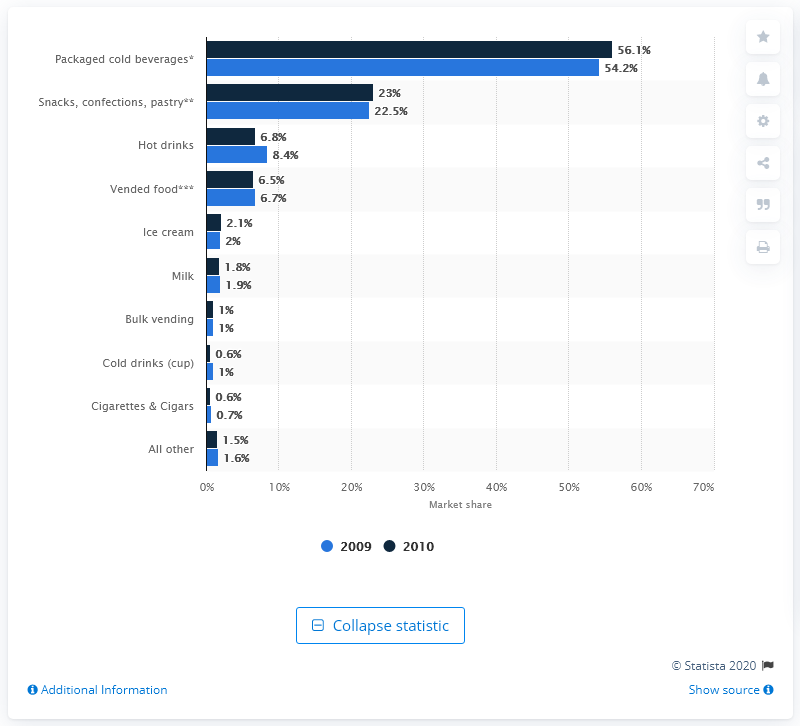 Packaged cold beverages* 56.1%
54.2%
Snacks, confections, pastry** 23%
22.5%
Hot drinks 6.8%
8.4%
Vended food*** 6.5%
6.7%
Ice cream 2.1%
2%
Milk 1.8%
1.9%
Bulk vending 1%
1%
Cold drinks (cup) 0.6%
1%
Cigarettes & Cigars 0.6%
0.7%
All other 1.5%
1.6%
0% 10% 20% 30% 40% 50% 60% 70%
Market share
2009 2010
Collapse statistic
© Statista 2020
Additional Information Show source